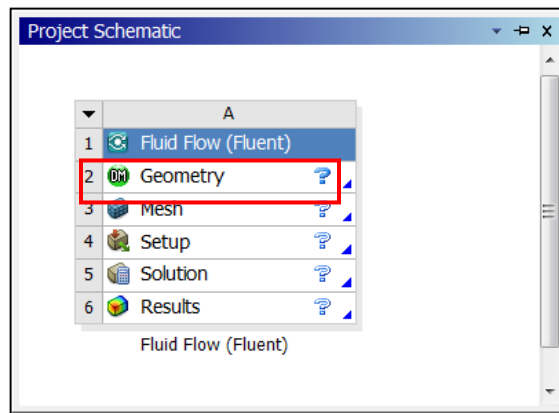 Project Schematic
A
1 Fluid Flow (Fluent)
2 DM Geometry ?
3 Mesh ?
4 Setup ?
5 Solution ?
6 Results ?
Fluid Flow (Fluent)